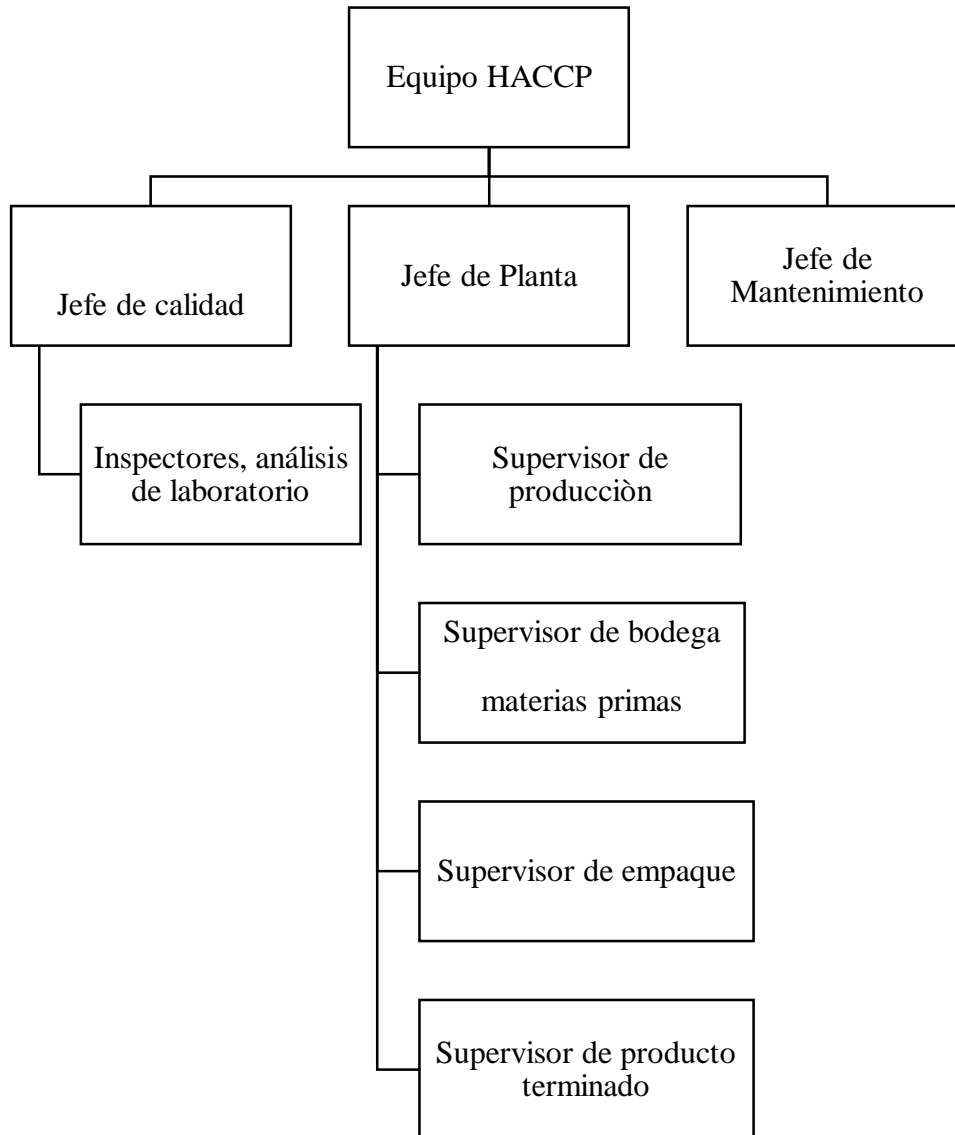 Equipo HACCP
Jefe de calidad
Jefe de Planta
Jefe de
Mantenimiento
Inspectores, análisis
de laboratorio
Supervisor de
producciòn
Supervisor de bodega
materias primas
Supervisor de empaque
Supervisor de producto
terminado